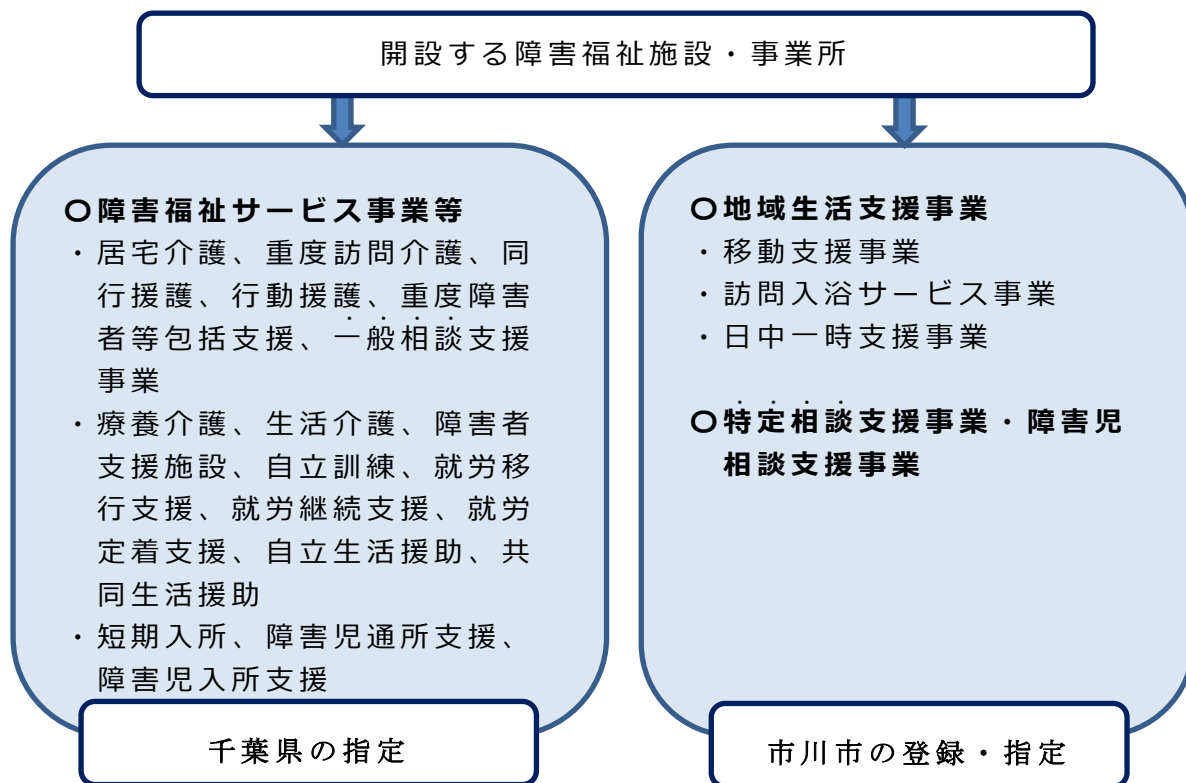 開設する障害福祉施設・事業所
〇障害福祉サービス事業等
・居宅介護、重度訪問介護、同
行援護、行動援護、重度障害
者等包括支援、一般相談支援
事業
・療養介護、生活介護、障害者
支援施設、自立訓練、就労移
行支援、就労継続支援、就労
定着支援、自立生活援助、共
同生活援助
・短期入所、障害児通所支援、
障害児入所支援
千葉県の指定
〇地域生活支援事業
・移動支援事業
・訪問入浴サービス事業
・日中一時支援事業
〇特定相談支援事業・障害児
相談支援事業
市川市の登録・指定